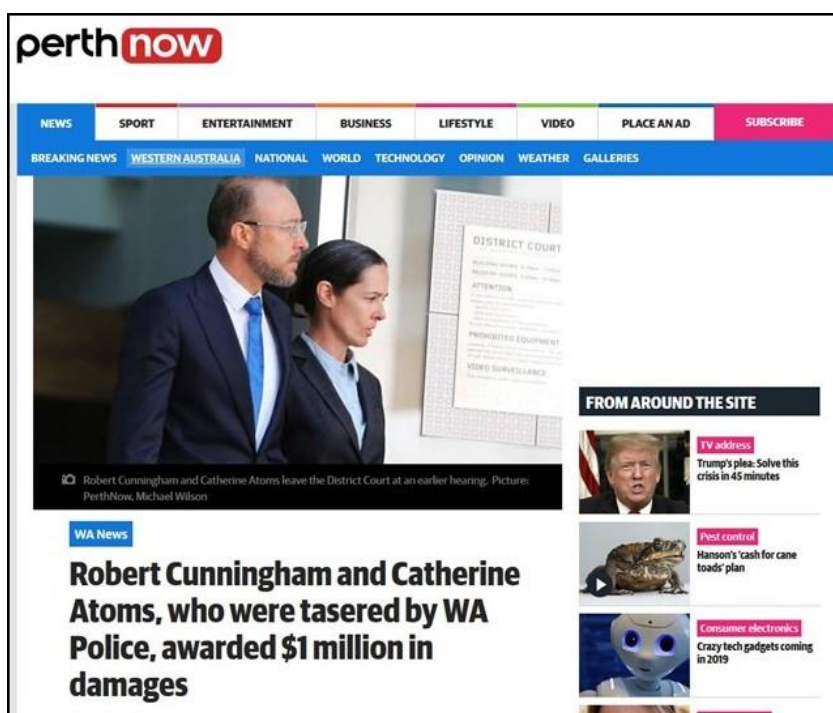 perth now
NEWS SPORT ENTERTAINMENT BUSINESS LIFESTYLE VIDEO PLACE AN AD SUBSCRIBE
BREAKING NEWS WESTERN AUSTRALIA NATIONAL WORLD TECHNOLOGY OPINION WEATHER GALLERIES
DISTRICT COURT
ATTENTION
PROHIBITED EQUIPMENT
VIDEO SURVEILLANCE
Robert Cunningham and Catherine Atoms leave the District Court at an earlier hearing. Picture:
PerthNow, Michael Wilson
WA News
Robert Cunningham and Catherine
Atoms, who were tasered by WA
Police, awarded $1 million in
damages
FROM AROUND THE SITE
TV address
Trump's plea: Solve this
crisis in 45 minutes
Pest control
Hanson's 'cash for cane
toads' plan
Consumer electronics
Crazy tech gadgets coming
in 2019